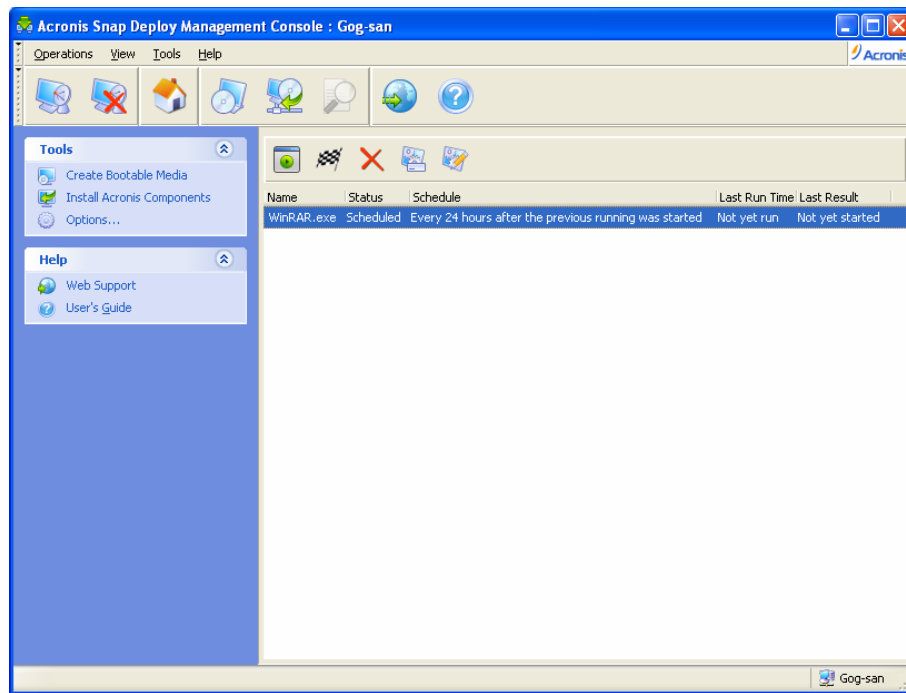 Acronis Snap Deploy Management Console : Gog-san
Operations View Tools Help
Acronis
Tools
Create Bootable Media
Install Acronis Components
Options...
Help
Web Support
User's Guide
Name Status Schedule Last Run Time Last Result
WinRAR.exe Scheduled Every 24 hours after the previous running was started Not yet run Not yet started
Gog-san